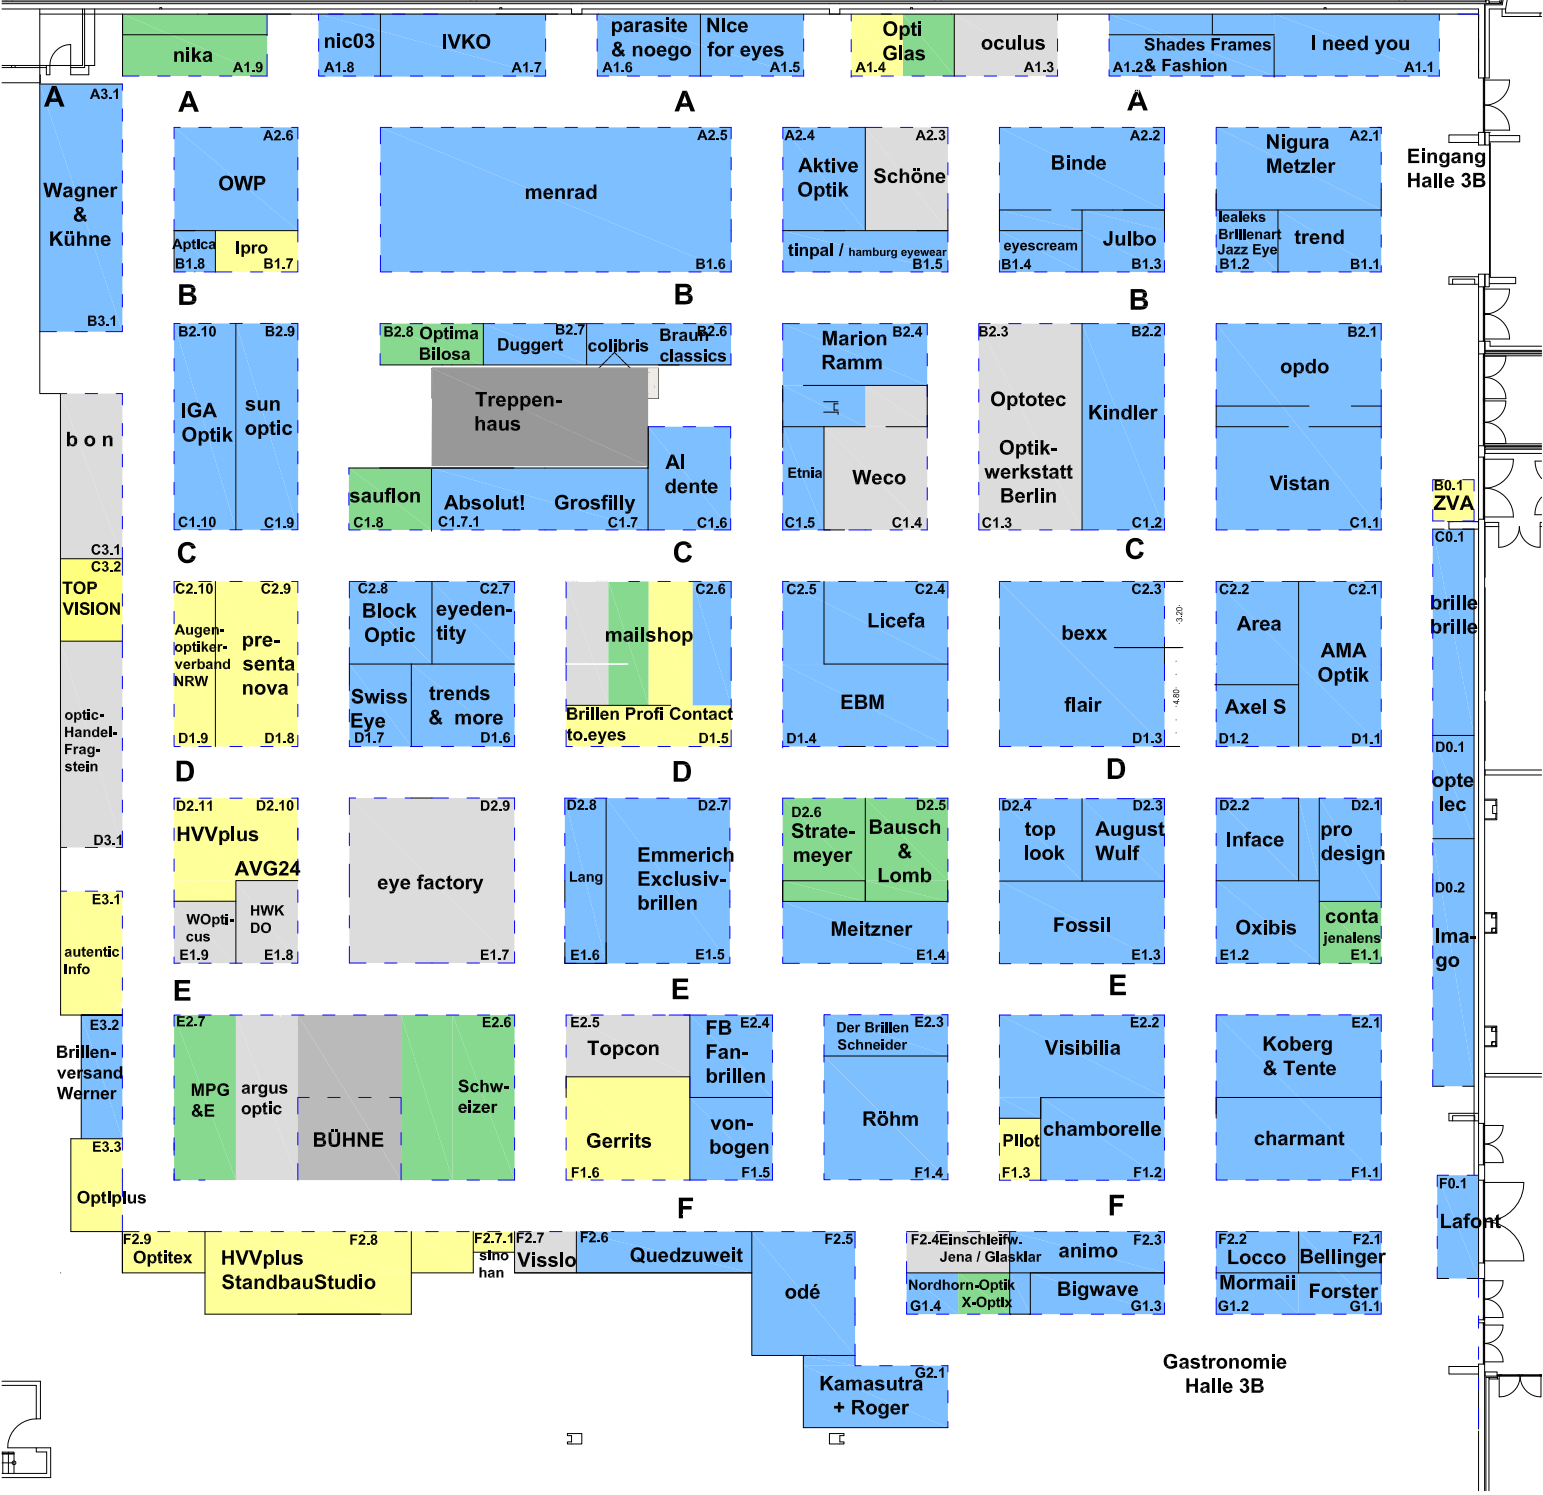 nika
A1.9
nic03
A1.8
IVKO
A1.7
parasite
& noego
A1.6
NIce
for eyes
A1.5
Opti
Glas
A1.4
oculus
A1.3
Shades Frames
& Fashion
A1.2
I need you
A1.1
A
A3.1
Wagner
&
Kühne
B3.1
A
A
A
A2.6
OWP
Aptica
B1.8
Ipro
B1.7
A2.5
menrad
B1.6
A2.4
Aktive
Optik
A2.3
Schöne
tinpal / hamburg eyewear
B1.5
A2.2
Binde
eyescream
B1.4
Julbo
B1.3
A2.1
Nigura
Metzler
lealeks
Brillenart
Jazz Eye
B1.2
trend
B1.1
Eingang
Halle 3B
B
B
B
B2.10
IGA
Optik
C1.10
B2.9
sun
optic
C1.9
B2.8
Optima
Bilosa
B2.7
Duggert
colibris
B2.6
Braun
classics
Treppen-
haus
sauflon
C1.8
Absolut!
C1.7.1
Grosfilly
C1.7
Al
dente
C1.6
B2.4
Marion
Ramm
Etnia
C1.5
Weco
C1.4
B2.3
Optotec
Optik-
werkstatt
Berlin
C1.3
B2.2
Kindler
C1.2
B2.1
opdo
Vistan
C1.1
B0.1
ZVA
bon
C3.1
C3.2
TOP
VISION
optic-
Handel-
Frag-
stein
D3.1
C
C
C
C2.10
Augen-
optiker-
verband
NRW
D1.9
C2.9
pre-
senta
nova
D1.8
C2.8
Block
Optic
C2.7
eyeden-
tity
Swiss
Eye
D1.7
trends
& more
D1.6
C2.6
mailshop
Brillen Profi Contact
to.eyes
D1.5
C2.5
C2.4
Licefa
EBM
D1.4
C2.3
bexx
flair
D1.3
3.20
4.80
C2.2
Area
Axel S
D1.2
C2.1
AMA
Optik
D1.1
C0.1
brille
brille
D0.1
opte
lec
D0.2
Ima-
go
D
D
D
D2.11
D2.10
HVVplus
AVG24
WOpti-
cus
E1.9
HWK
DO
E1.8
D2.9
eye factory
E1.7
D2.8
Lang
E1.6
D2.7
Emmerich
Exclusiv-
brillen
E1.5
D2.6
Strate-
meyer
D2.5
Bausch
&
Lomb
Meitzner
E1.4
D2.4
top
look
D2.3
August
Wulf
Fossil
E1.3
D2.2
Inface
D2.1
pro
design
Oxibis
E1.2
conta
jenalens
E1.1
E3.1
autentic
Info
E3.2
Brillen-
versand
Werner
E3.3
Optiplus
E
E
E
E2.7
MPG
&E
argus
optic
BÜHNE
E2.6
Schw-
eizer
E2.5
Topcon
Gerrits
F1.6
E2.4
FB
Fan-
brillen
von-
bogen
F1.5
E2.3
Der Brillen
Schneider
Röhm
F1.4
E2.2
Visibilia
Pilot
F1.3
chamborelle
F1.2
E2.1
Koberg
& Tente
charmant
F1.1
F0.1
Lafont
F
F
F2.9
Optitex
F2.8
HVVplus
StandbauStudio
F2.7.1
sino
han
F2.7
Visslo
F2.6
Quedzuweit
F2.5
odé
G2.1
Kamasutra
+ Roger
F2.4
Einschleifw.
Jena / Glasklar
F2.3
animo
Nordhorn-Optik
G1.4
X-Optix
Bigwave
G1.3
F2.2
Locco
F2.1
Bellinger
Mormaii
G1.2
Forster
G1.1
Gastronomie
Halle 3B